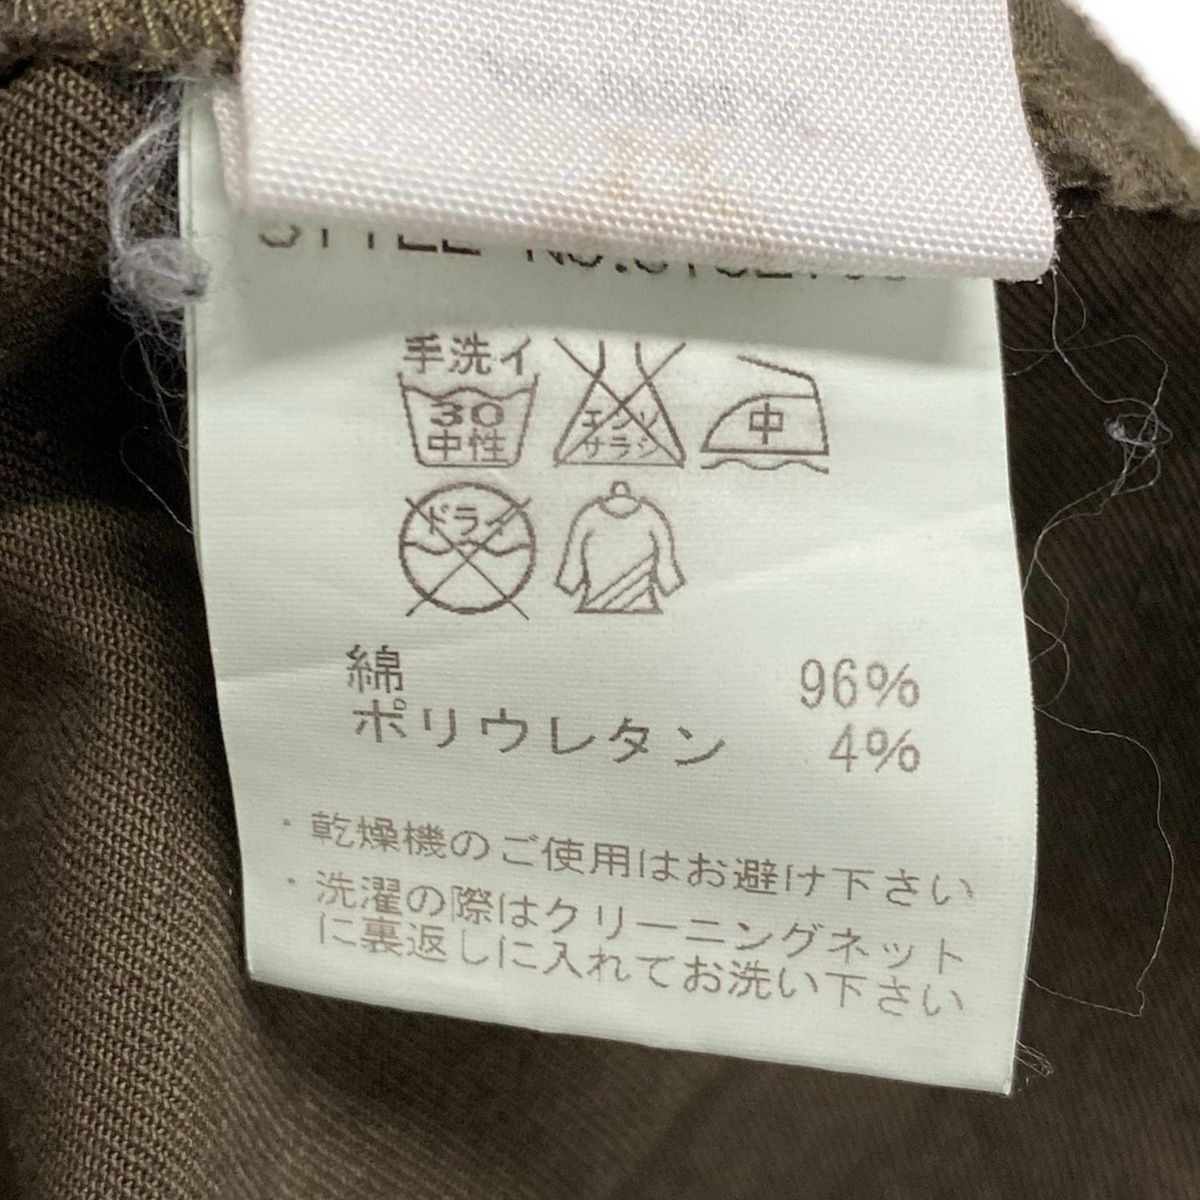 STYLE NO.
手洗イ
30
中性
エンソ
サラシ
中
ドライ
綿 96%
ポリウレタン 4%
・乾燥機のご使用はお避け下さい
・洗濯の際はクリーニングネット
に裏返しに入れてお洗い下さい